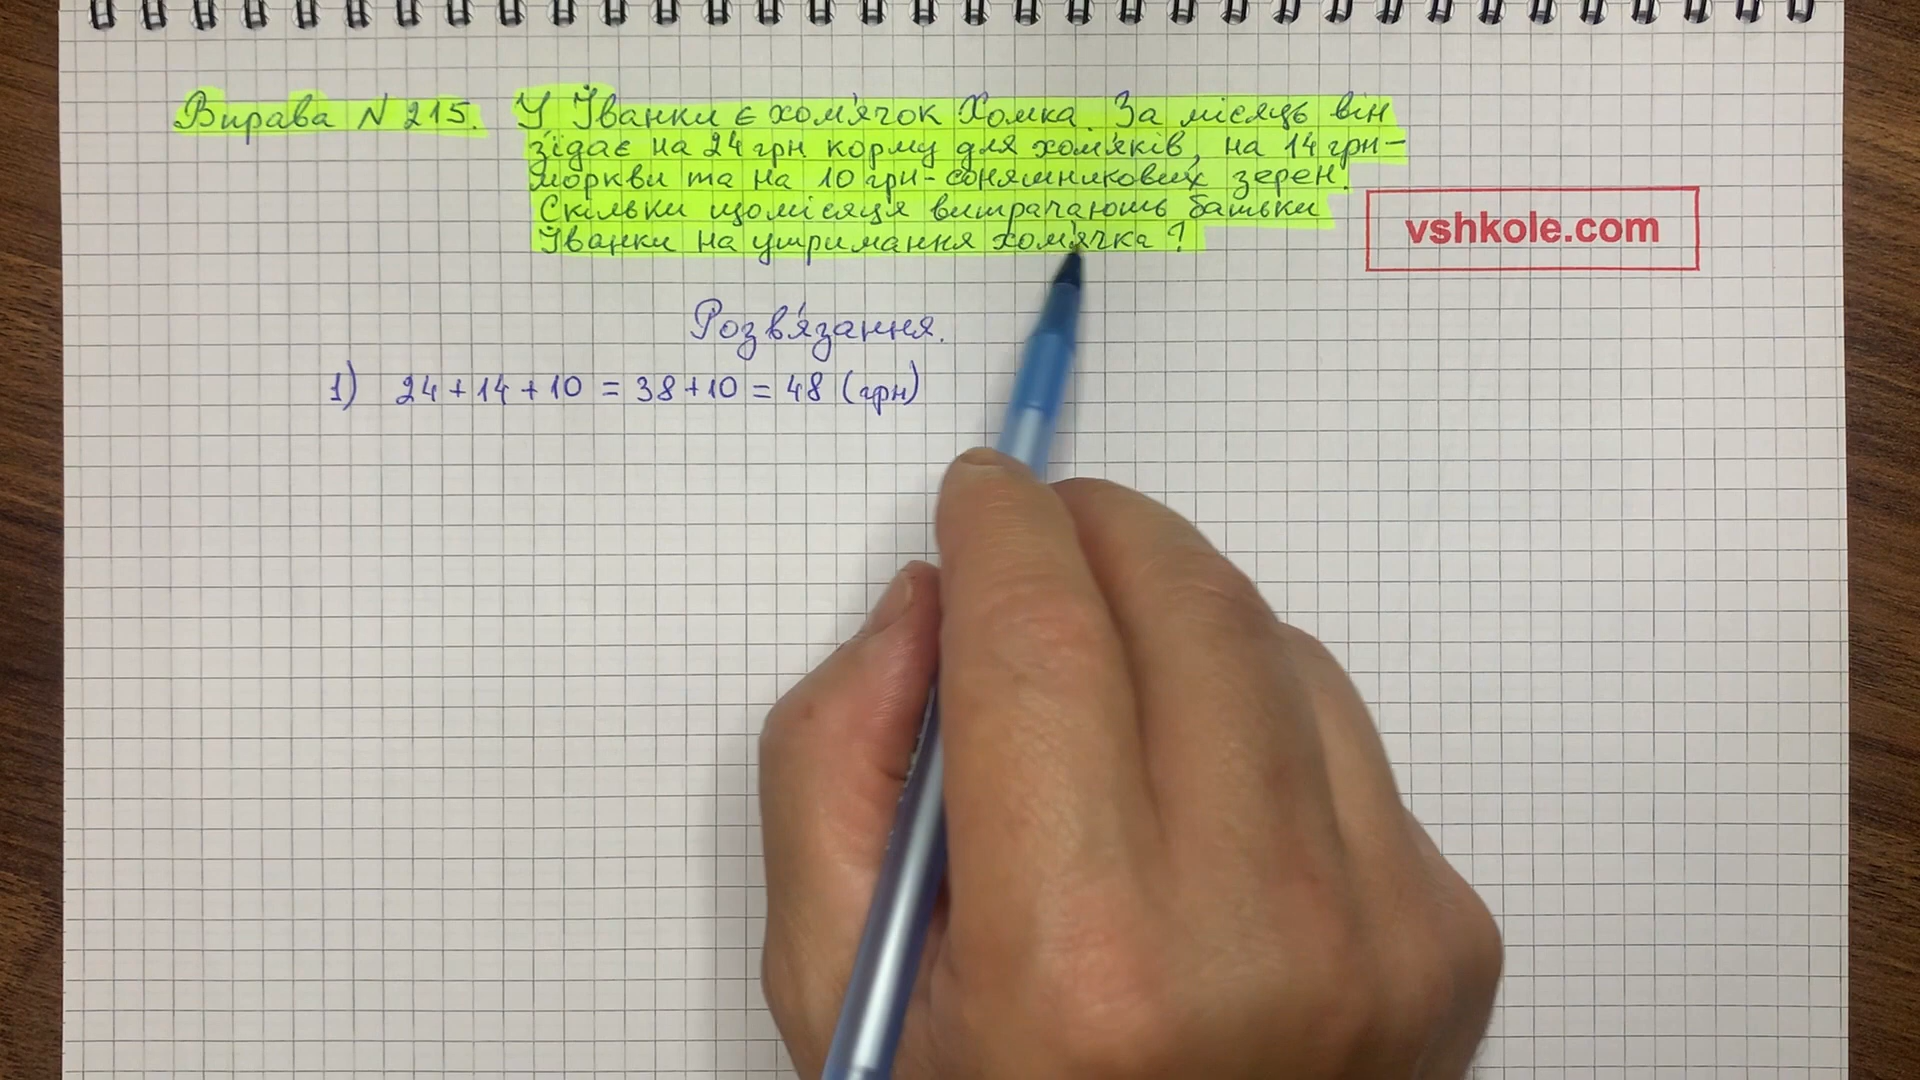 Вправа №215. У Іванки є хом'ячок Хомка. За місяць він
з'їдає на 24 грн корму для хом'яків, на 14 грн-
моркви та на 10 грн- соняшникових зерен.
Скільки щомісяця витрачають батьки
Іванки на утримання хом'ячка?
vshkole.com
Розв'язання.
1) 24+14+10 = 38+10 = 48 (грн)